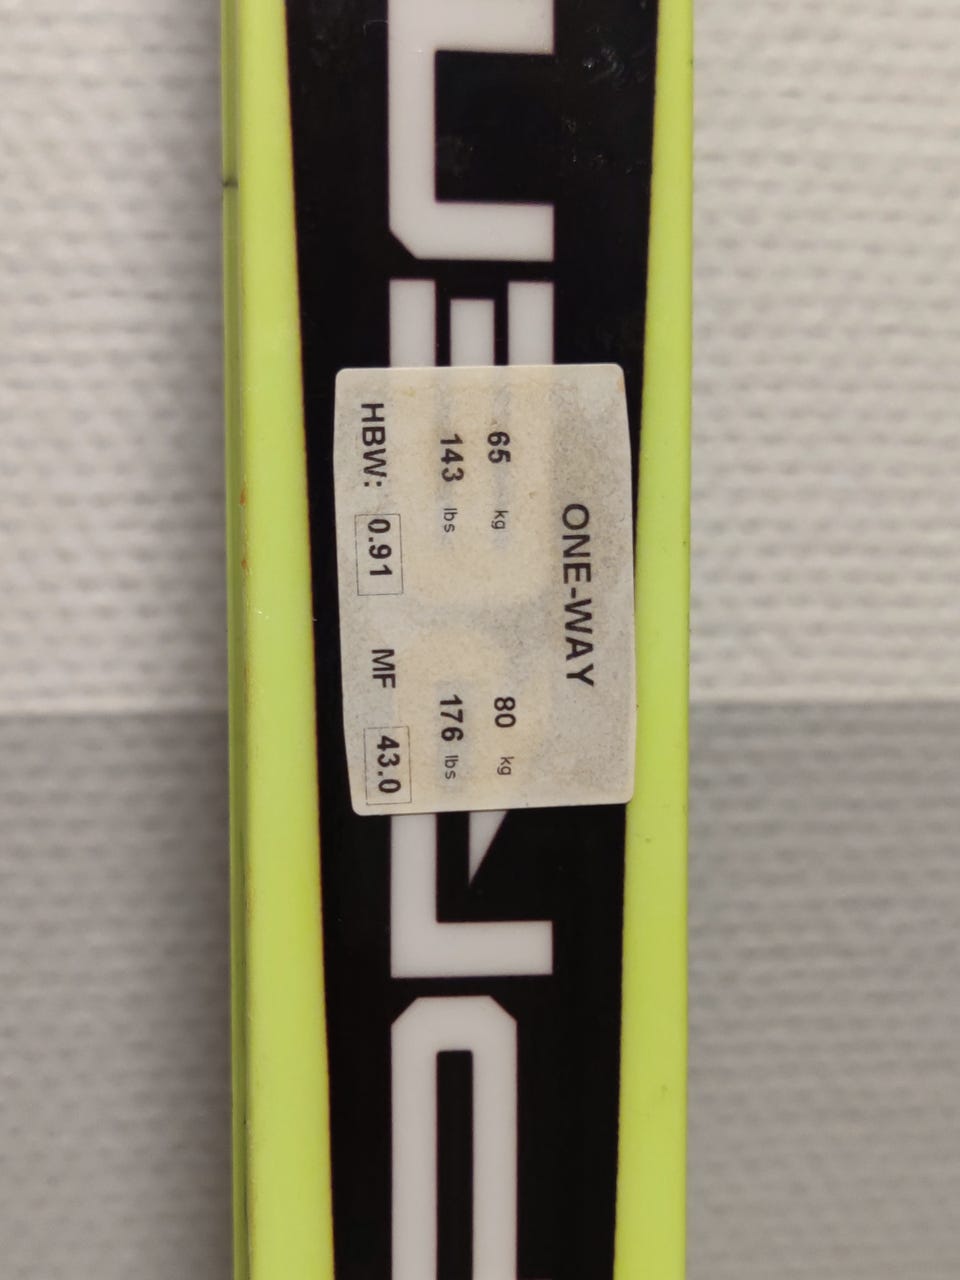 ONE-WAY
65 kg 80 kg
143 lbs 176 lbs
HBW: 0.91 MF 43.0